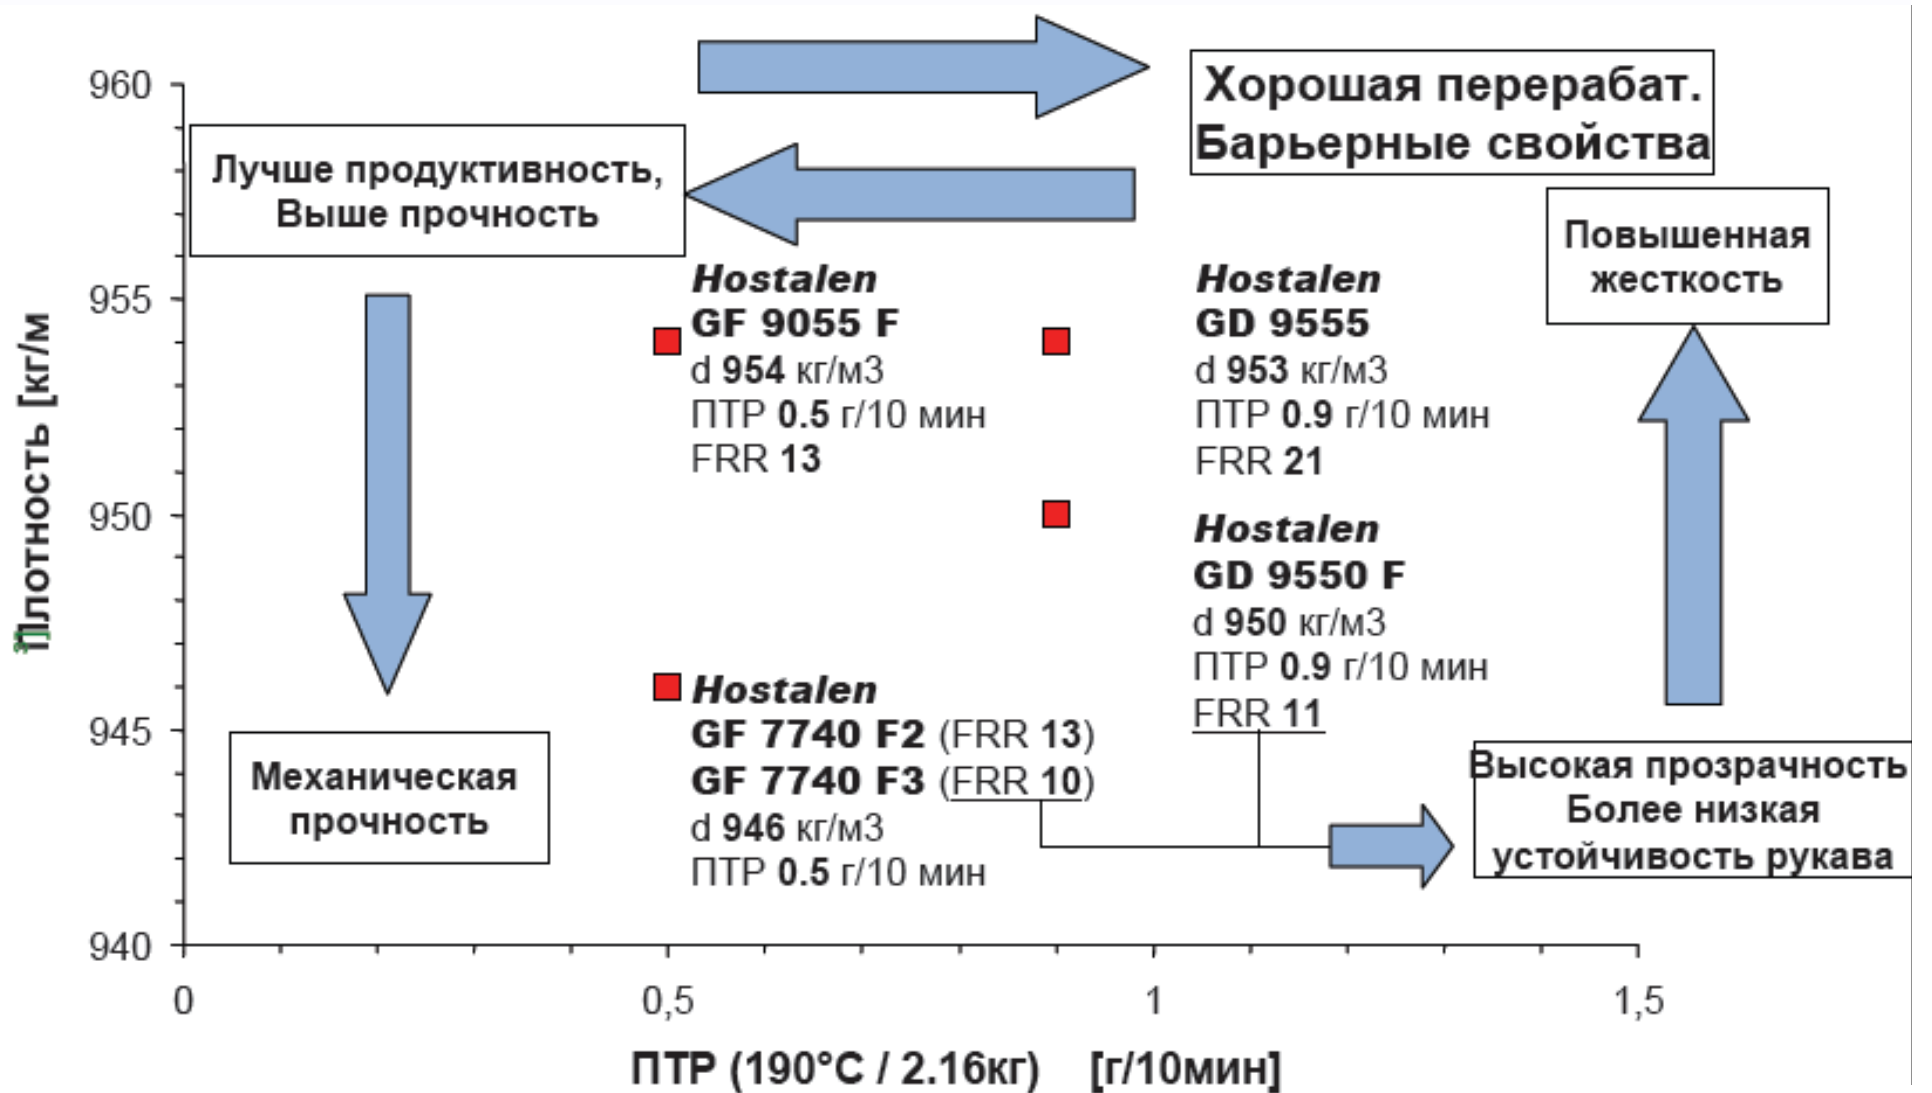 960
955
950
945
940
Плотность [кг/м
3]
Лучше продуктивность,
Выше прочность
Хорошая перерабат.
Барьерные свойства
Повышенная
жесткость
Hostalen
GF 9055 F
d 954 кг/м3
ПТР 0.5 г/10 мин
FRR 13
Hostalen
GD 9555
d 953 кг/м3
ПТР 0.9 г/10 мин
FRR 21
Hostalen
GD 9550 F
d 950 кг/м3
ПТР 0.9 г/10 мин
FRR 11
Hostalen
GF 7740 F2 (FRR 13)
GF 7740 F3 (FRR 10)
d 946 кг/м3
ПТР 0.5 г/10 мин
Механическая
прочность
Высокая прозрачность
Более низкая
устойчивость рукава
0
0,5
1
1,5
ПТР (190°C / 2.16кг) [г/10мин]